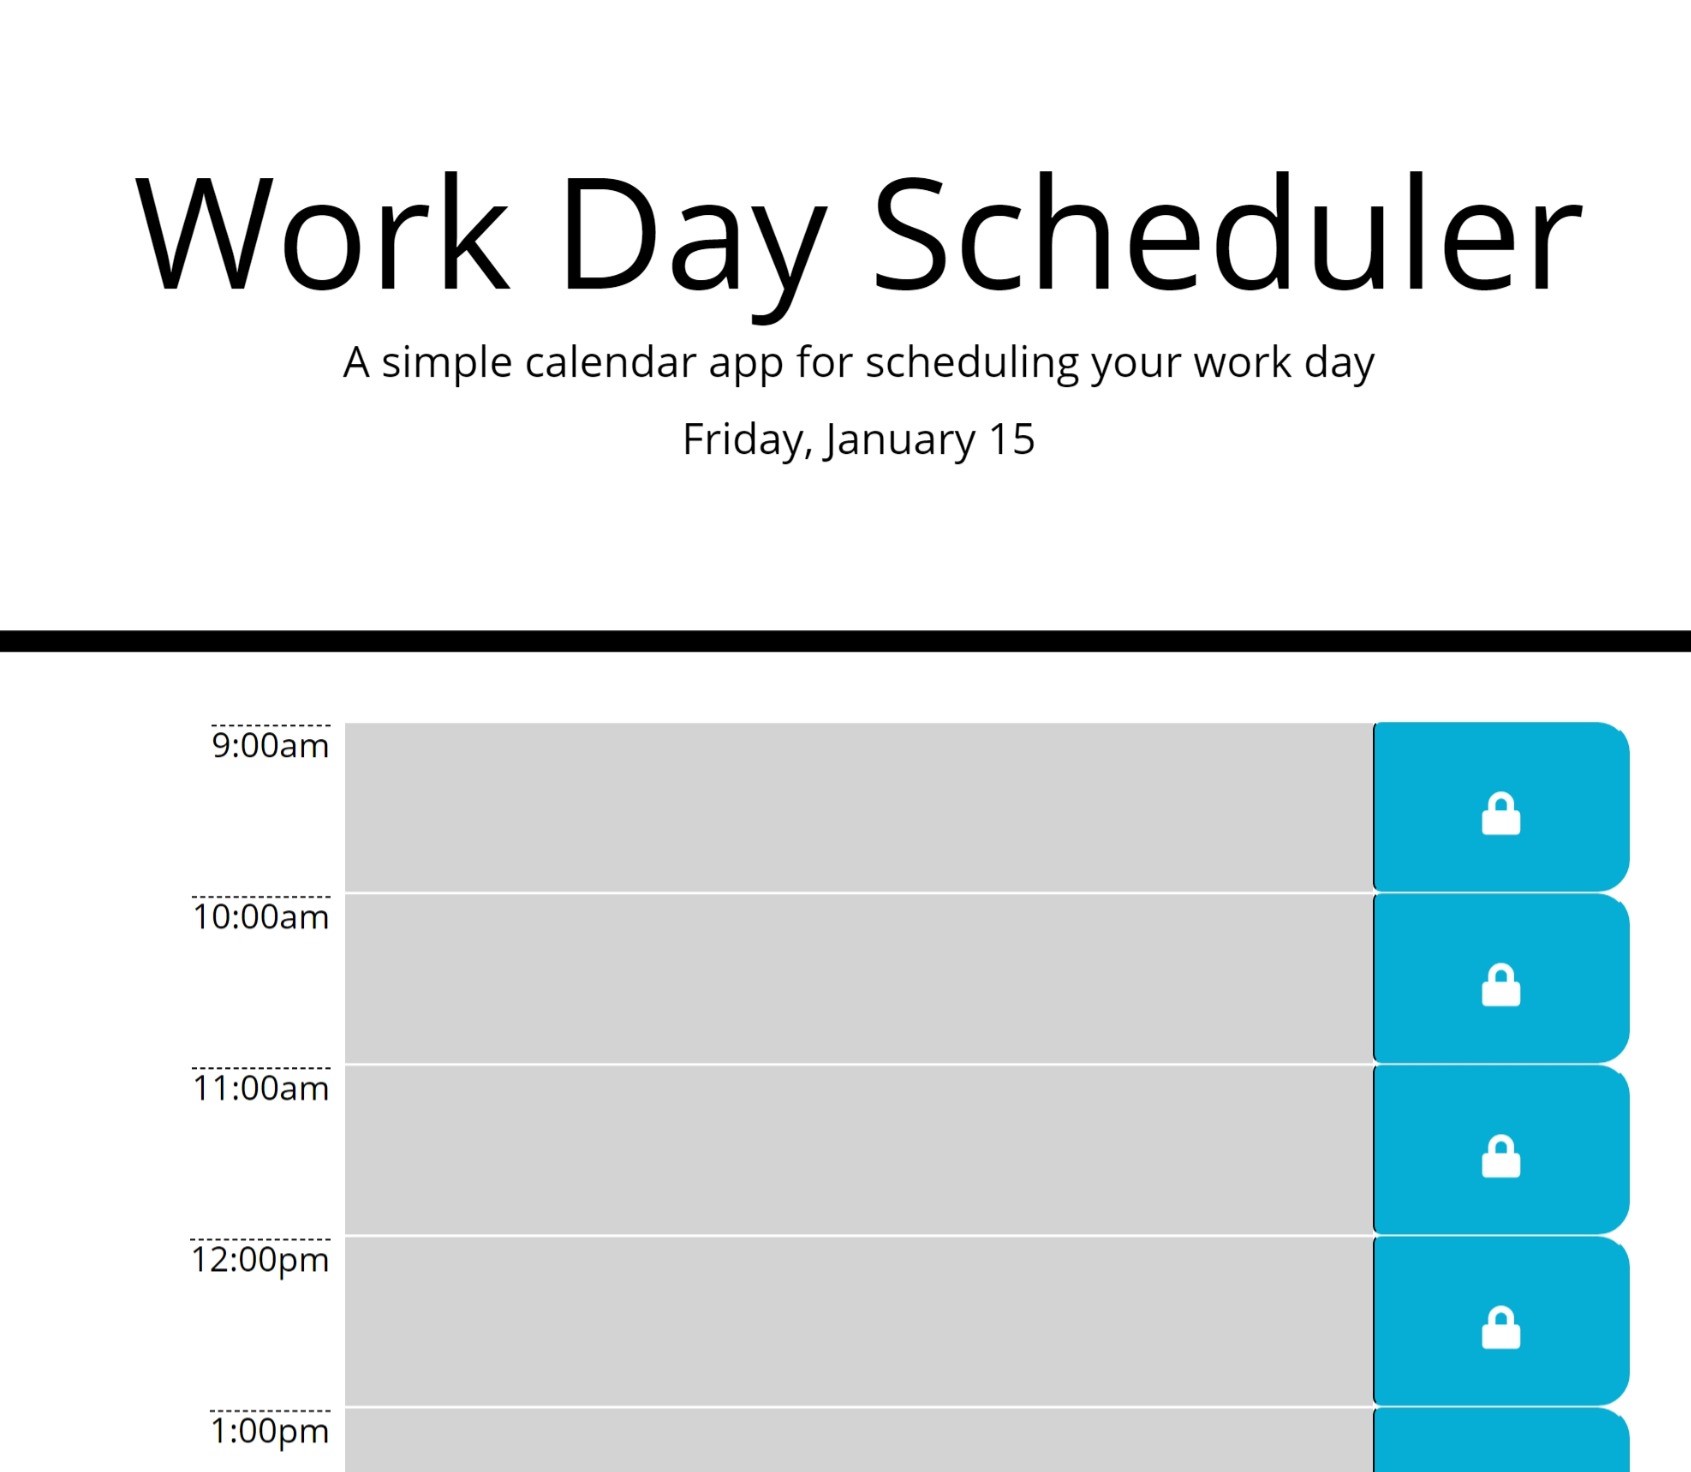 Work Day Scheduler
A simple calendar app for scheduling your work day
Friday, January 15
9:00am
10:00am
11:00am
12:00pm
1:00pm